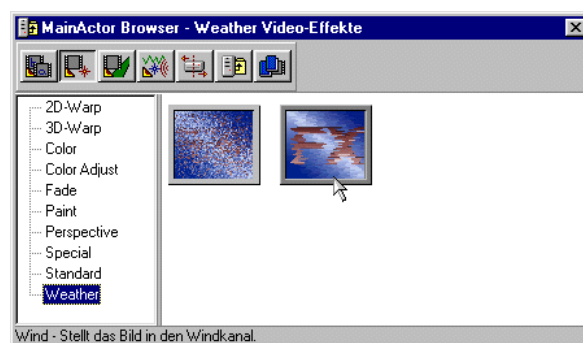 MainActor Browser - Weather Video-Effekte
2D-Warp
3D-Warp
Color
Color Adjust
Fade
Paint
Perspective
Special
Standard
Weather
FX
Wind - Stellt das Bild in den Windkanal.